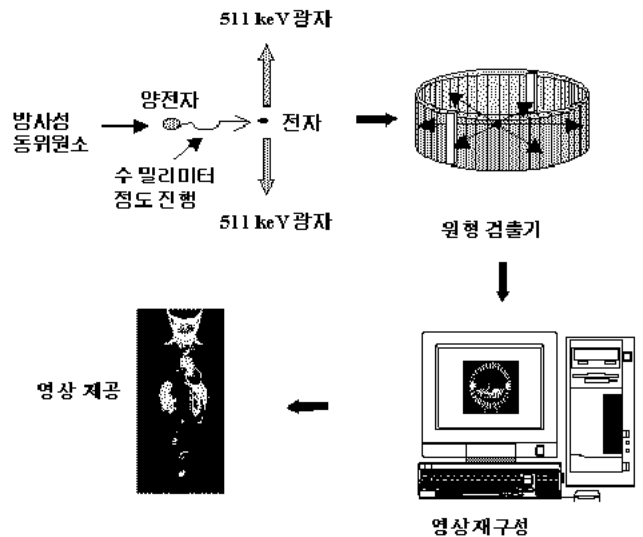 511 keV 광자
양전자
방사성
동위원소
전자
수 밀리미터
정도 진행
511 keV 광자
원형 검출기
영상 제공
영상 재구성